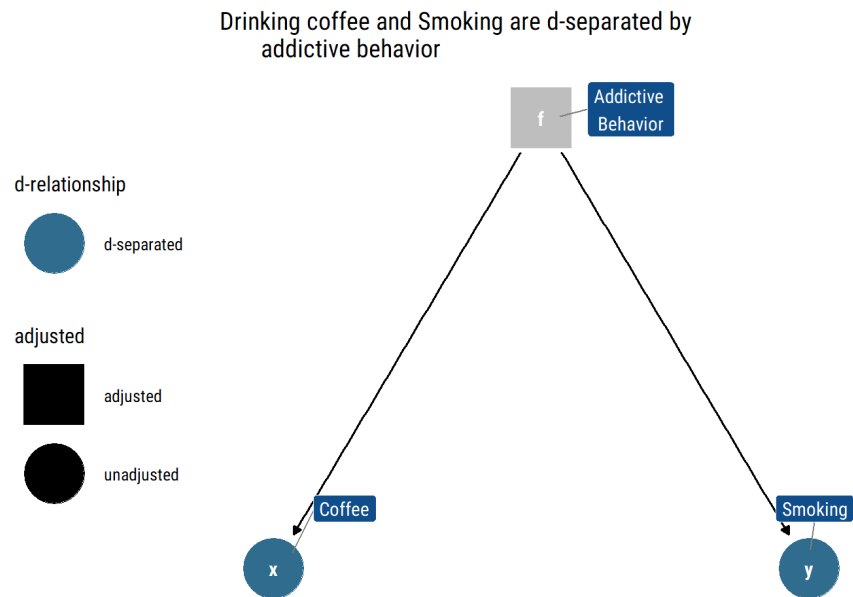 Drinking coffee and Smoking are d-separated by
addictive behavior
f
Addictive
Behavior
d-relationship
d-separated
adjusted
adjusted
unadjusted
Coffee
Smoking
x
y